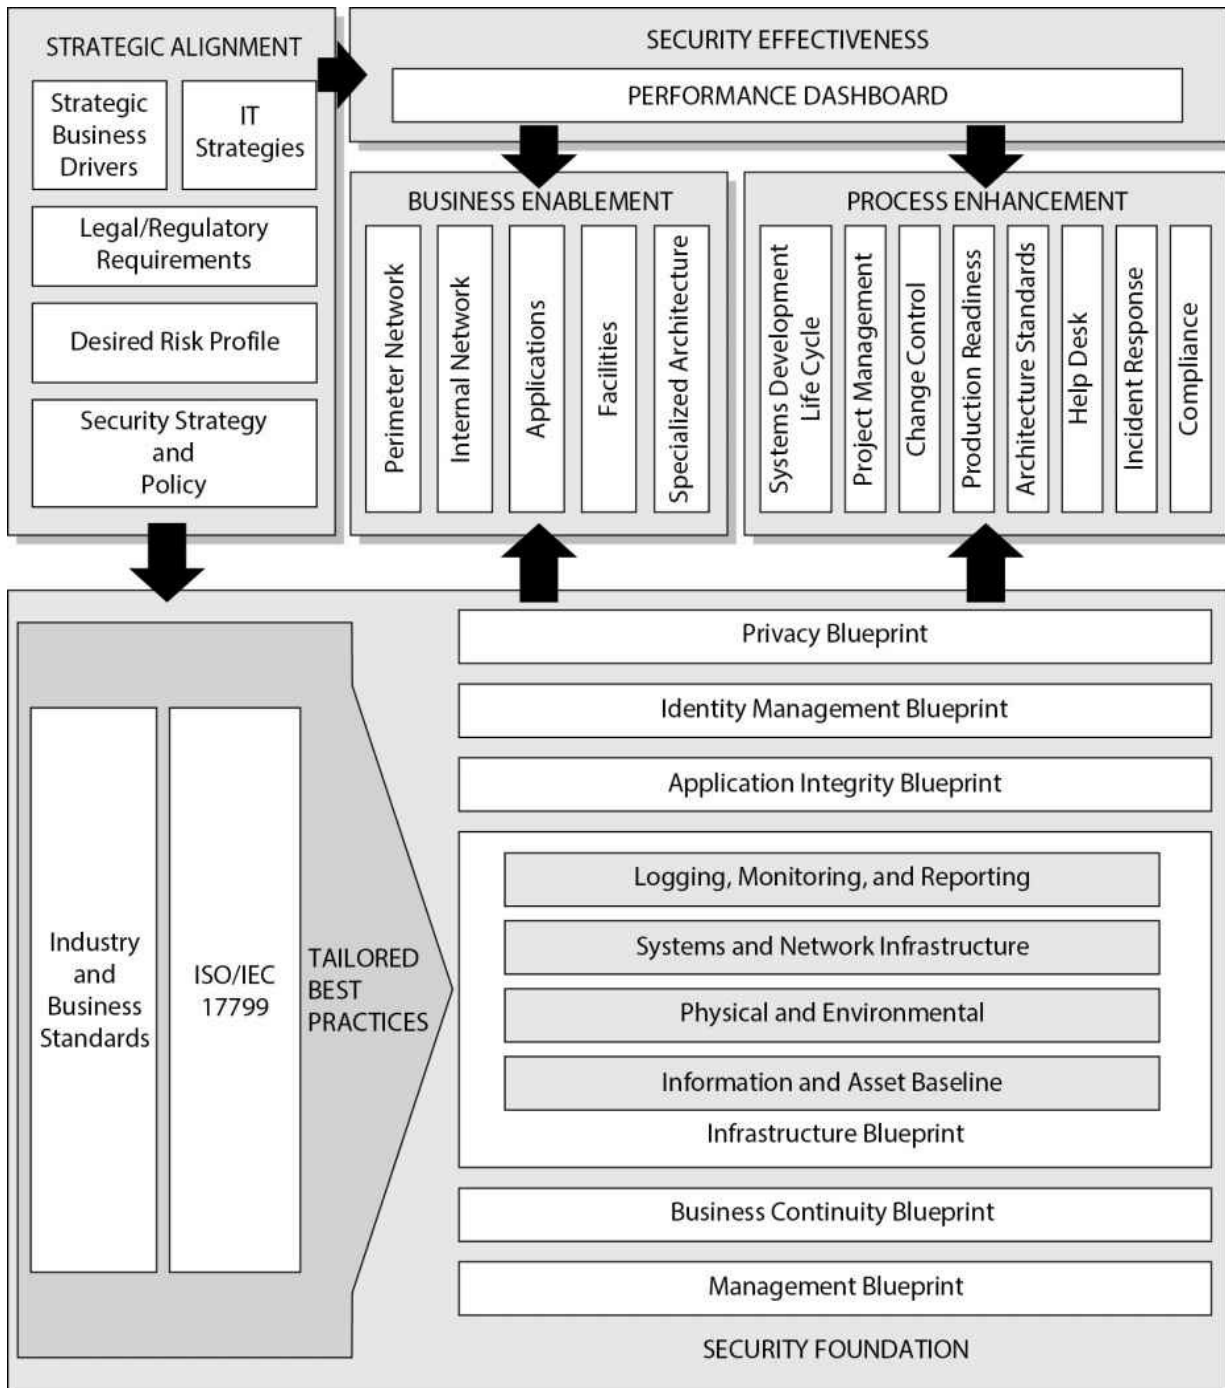 STRATEGIC ALIGNMENT
Strategic
Business
Drivers
IT
Strategies
Legal/Regulatory
Requirements
Desired Risk Profile
Security Strategy
and
Policy
SECURITY EFFECTIVENESS
PERFORMANCE DASHBOARD
BUSINESS ENABLEMENT
Perimeter Network
Internal Network
Applications
Facilities
Specialized Architecture
PROCESS ENHANCEMENT
Systems Development
Life Cycle
Project Management
Change Control
Production Readiness
Architecture Standards
Help Desk
Incident Response
Compliance
Industry
and
Business
Standards
ISO/IEC
17799
TAILORED
BEST
PRACTICES
Privacy Blueprint
Identity Management Blueprint
Application Integrity Blueprint
Logging, Monitoring, and Reporting
Systems and Network Infrastructure
Physical and Environmental
Information and Asset Baseline
Infrastructure Blueprint
Business Continuity Blueprint
Management Blueprint
SECURITY FOUNDATION